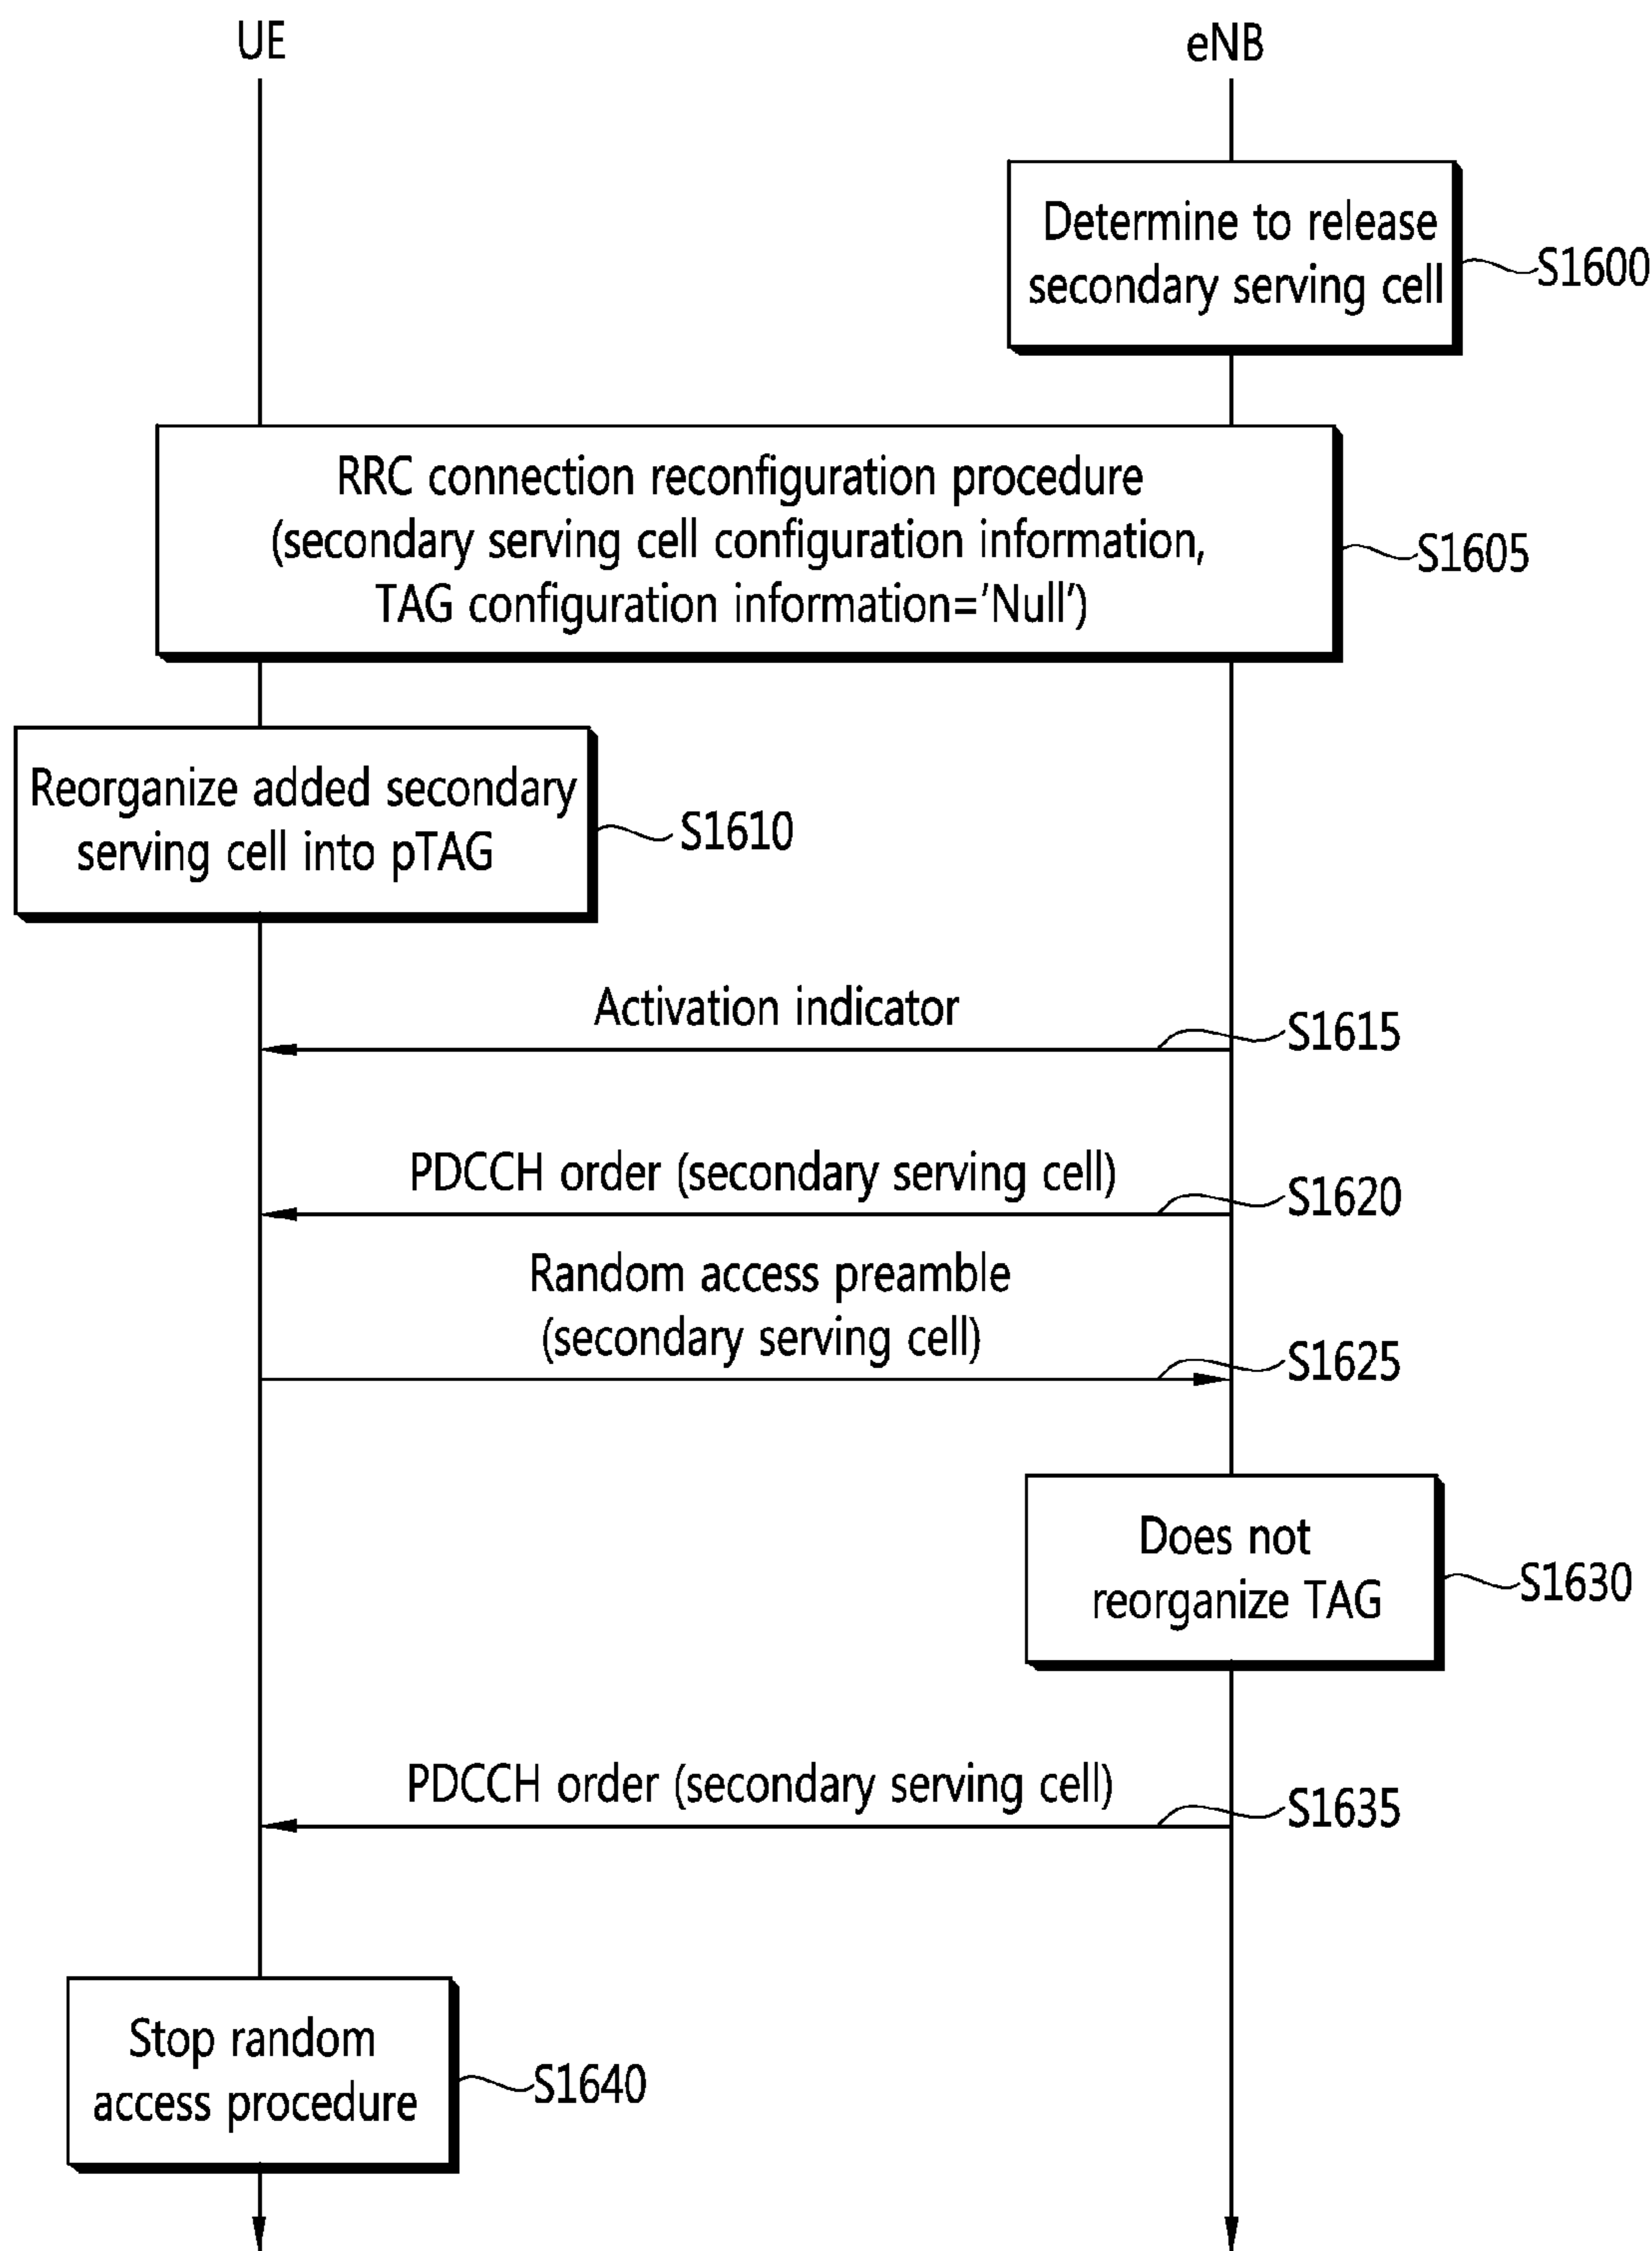 UE
eNB
Determine to release
secondary serving cell
S1600
RRC connection reconfiguration procedure
(secondary serving cell configuration information,
TAG configuration information='Null')
S1605
Reorganize added secondary
serving cell into pTAG
S1610
Activation indicator
S1615
PDCCH order (secondary serving cell)
S1620
Random access preamble
(secondary serving cell)
S1625
Does not
reorganize TAG
S1630
PDCCH order (secondary serving cell)
S1635
Stop random
access procedure
S1640